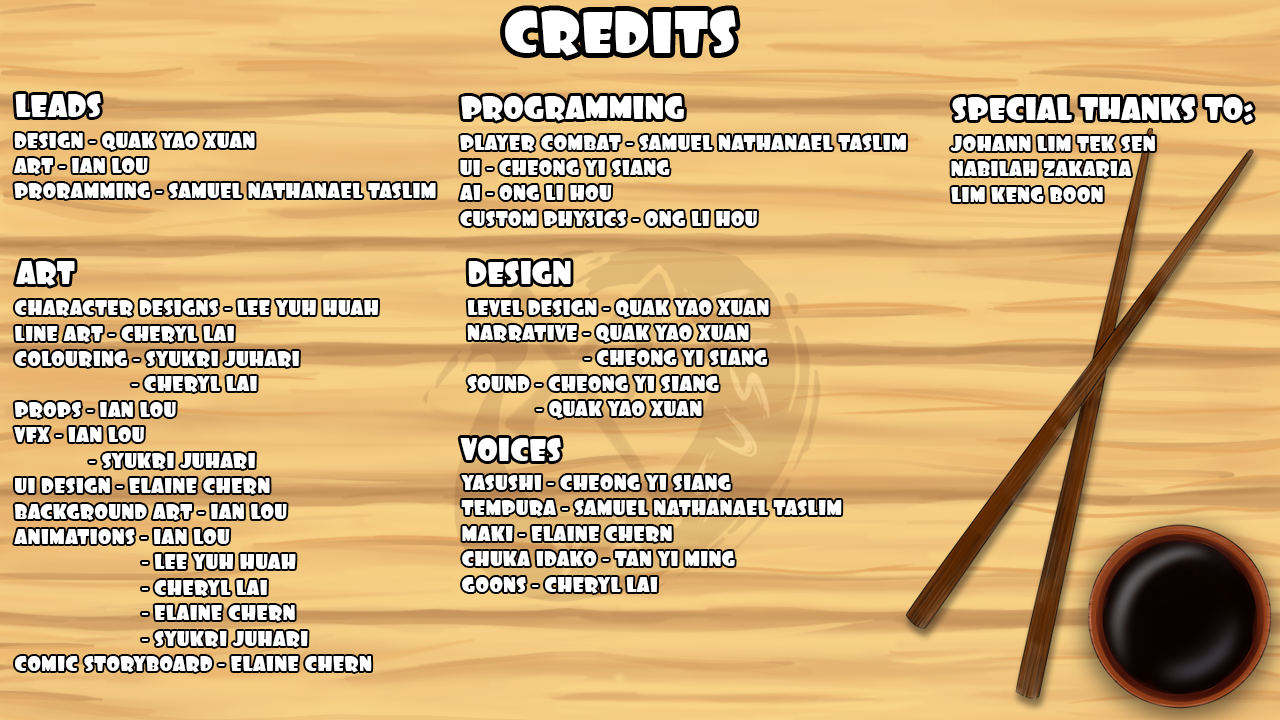 CREDITS
LEADS
DESIGN - QUAK YAO XUAN
ART - IAN LOU
PRORAMMING - SAMUEL NATHANAEL TASLIM
ART
CHARACTER DESIGNS - LEE YUH HUAH
LINE ART - CHERYL LAI
COLOURING - SYUKRI JUHARI
- CHERYL LAI
PROPS - IAN LOU
VFX - IAN LOU
- SYUKRI JUHARI
UI DESIGN - ELAINE CHERN
BACKGROUND ART - IAN LOU
ANIMATIONS - IAN LOU
- LEE YUH HUAH
- CHERYL LAI
- ELAINE CHERN
- SYUKRI JUHARI
COMIC STORYBOARD - ELAINE CHERN
PROGRAMMING
PLAYER COMBAT - SAMUEL NATHANAEL TASLIM
UI - CHEONG YI SIANG
AI - ONG LI HOU
CUSTOM PHYSICS - ONG LI HOU
DESIGN
LEVEL DESIGN - QUAK YAO XUAN
NARRATIVE - QUAK YAO XUAN
- CHEONG YI SIANG
SOUND - CHEONG YI SIANG
- QUAK YAO XUAN
VOICES
YASUSHI - CHEONG YI SIANG
TEMPURA - SAMUEL NATHANAEL TASLIM
MAKI - ELAINE CHERN
CHUKA IDAKO - TAN YI MING
GOONS - CHERYL LAI
SPECIAL THANKS TO:
JOHANN LIM TEK SEN
NABILAH ZAKARIA
LIM KENG BOON